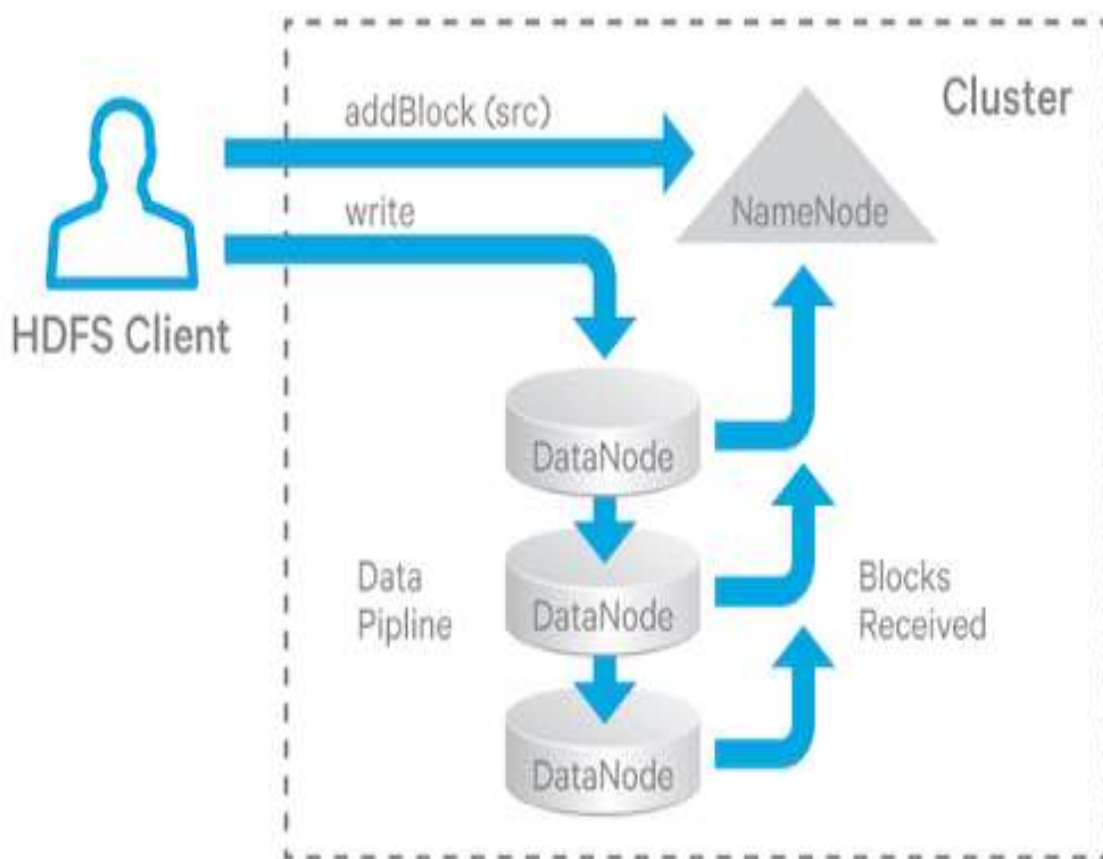 Cluster
addBlock (src)
NameNode
write
HDFS Client
DataNode
Data
Pipline
DataNode
Blocks
Received
DataNode